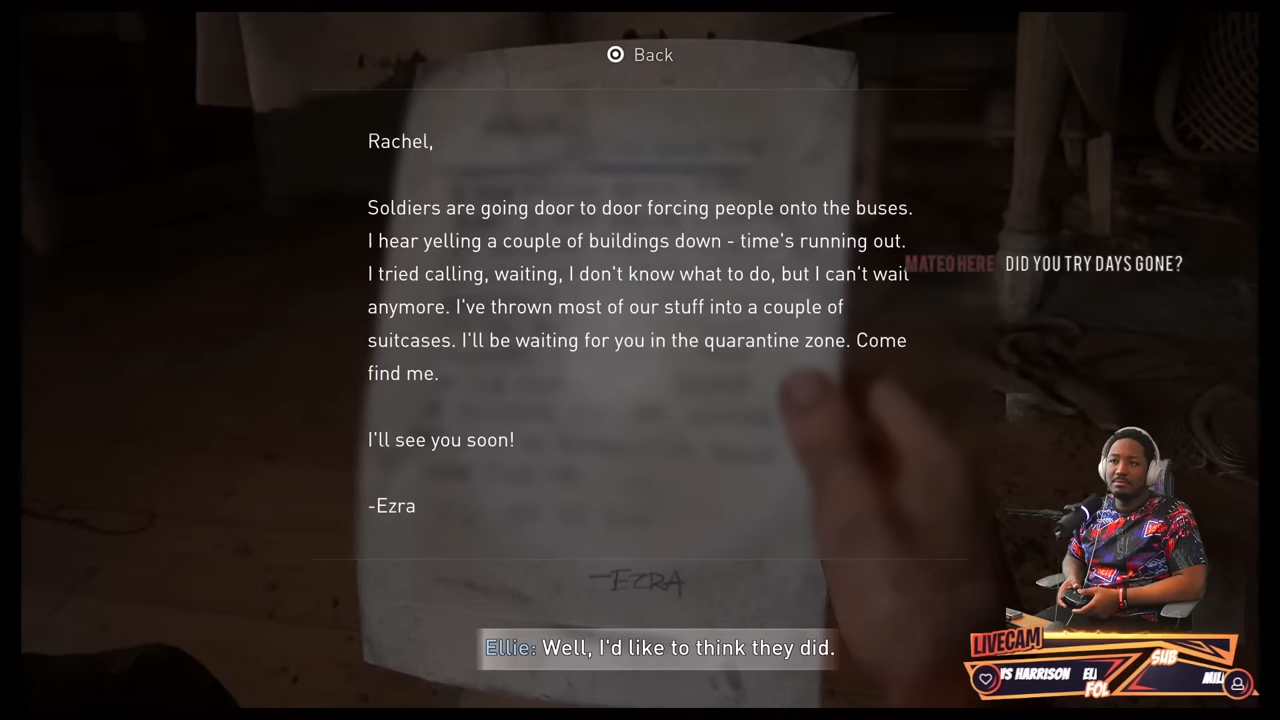 Back
Rachel,
Soldiers are going door to door forcing people onto the buses.
I hear yelling a couple of buildings down - time's running out.
I tried calling, waiting, I don't know what to do, but I can't wait
anymore. I've thrown most of our stuff into a couple of
suitcases. I'll be waiting for you in the quarantine zone. Come
find me.
I'll see you soon!
-Ezra
MATEO HERE DID YOU TRY DAYS GONE?
-EZRA
Ellie: Well, I'd like to think they did.
LIVECAM
SUB
HARRISON